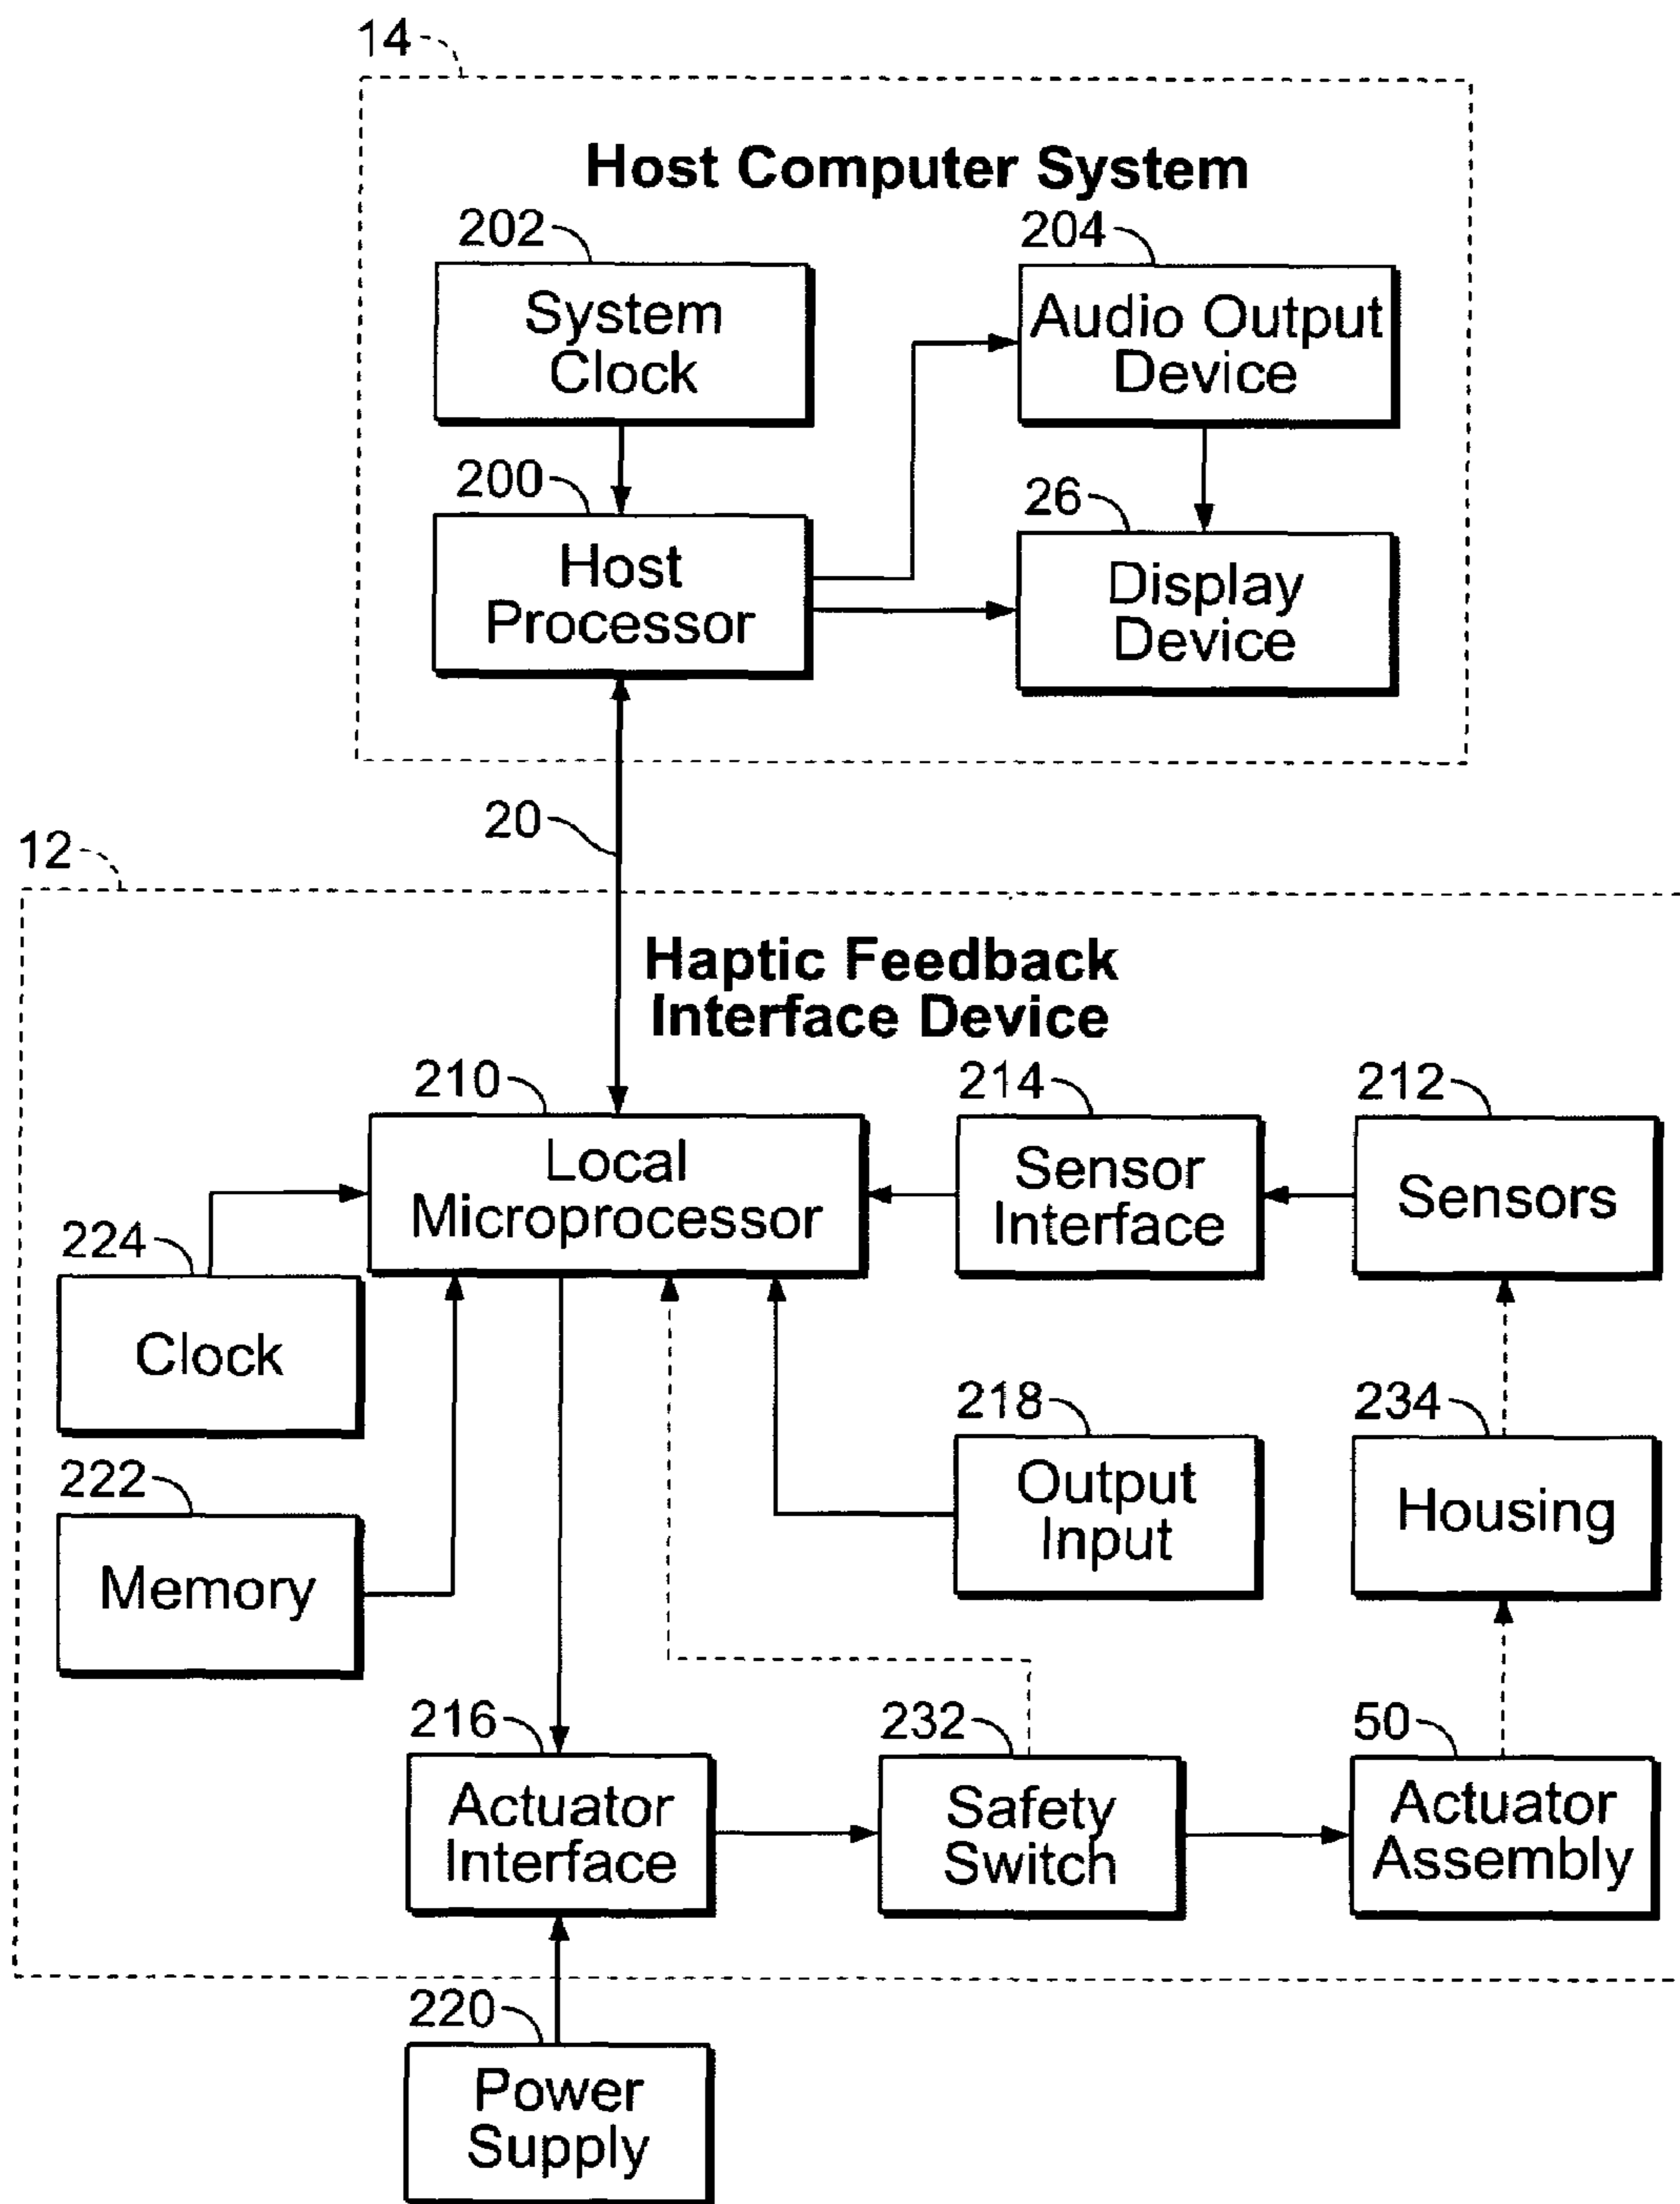 14
Host Computer System
202
204
System
Clock
Audio Output
Device
200
26
Host
Processor
Display
Device
20
12
Haptic Feedback
Interface Device
210
214
212
Local
Microprocessor
Sensor
Interface
Sensors
224
Clock
218
234
Output
Input
Housing
222
Memory
216
232
50
Actuator
Interface
Safety
Switch
Actuator
Assembly
220
Power
Supply